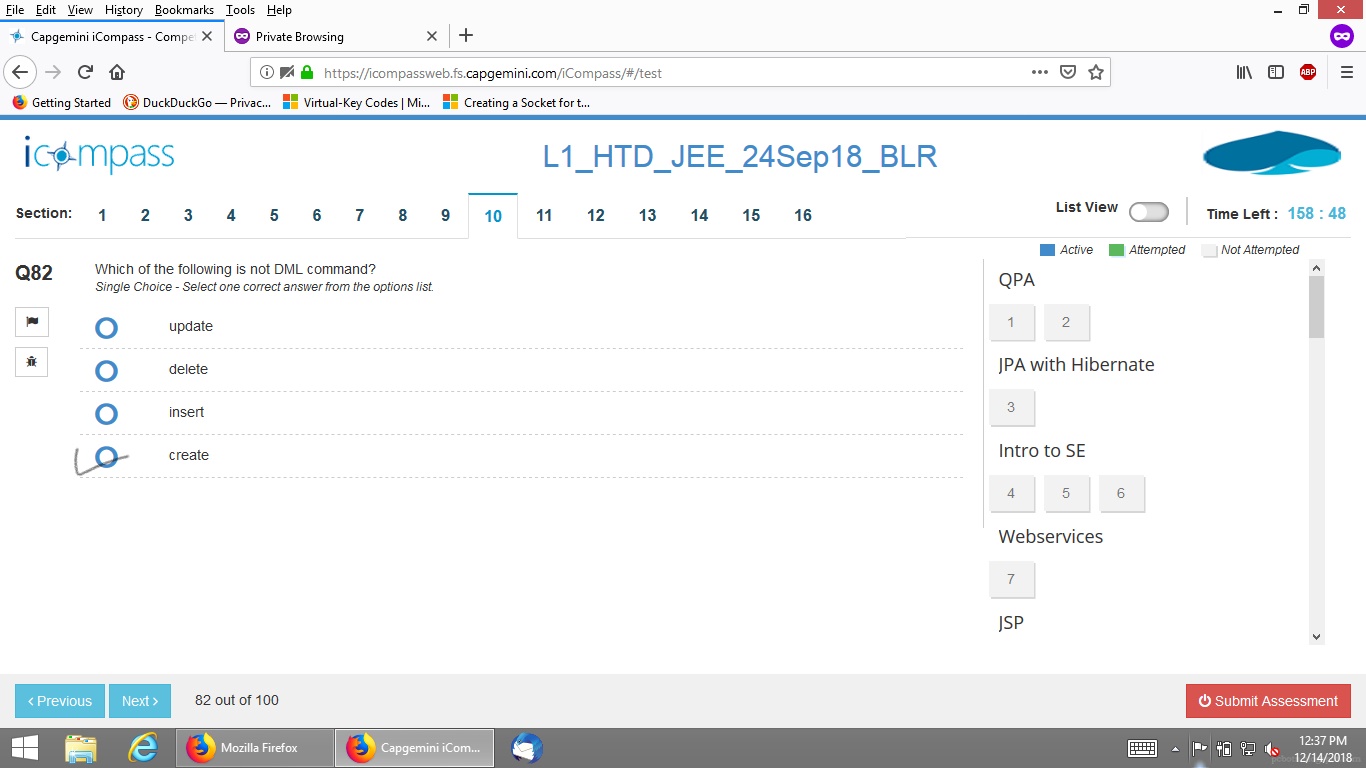 File Edit View History Bookmarks Tools Help
Capgemini iCompass - Compe
Private Browsing
https://icompassweb.fs.capgemini.com/iCompass/#/test
ABP
Getting Started
DuckDuckGo — Privac...
Virtual-Key Codes | Mi...
Creating a Socket for t...
icompass
L1_HTD_JEE_24Sep18_BLR
Section: 1 2 3 4 5 6 7 8 9 10 11 12 13 14 15 16
List View
Time Left : 158 : 48
Active Attempted Not Attempted
Q82
Which of the following is not DML command?
Single Choice - Select one correct answer from the options list.
update
delete
insert
create
QPA
1 2
JPA with Hibernate
3
Intro to SE
4 5 6
Webservices
7
JSP
Previous
Next
82 out of 100
Submit Assessment
Mozilla Firefox
Capgemini iCom...
12:37 PM
12/14/2018